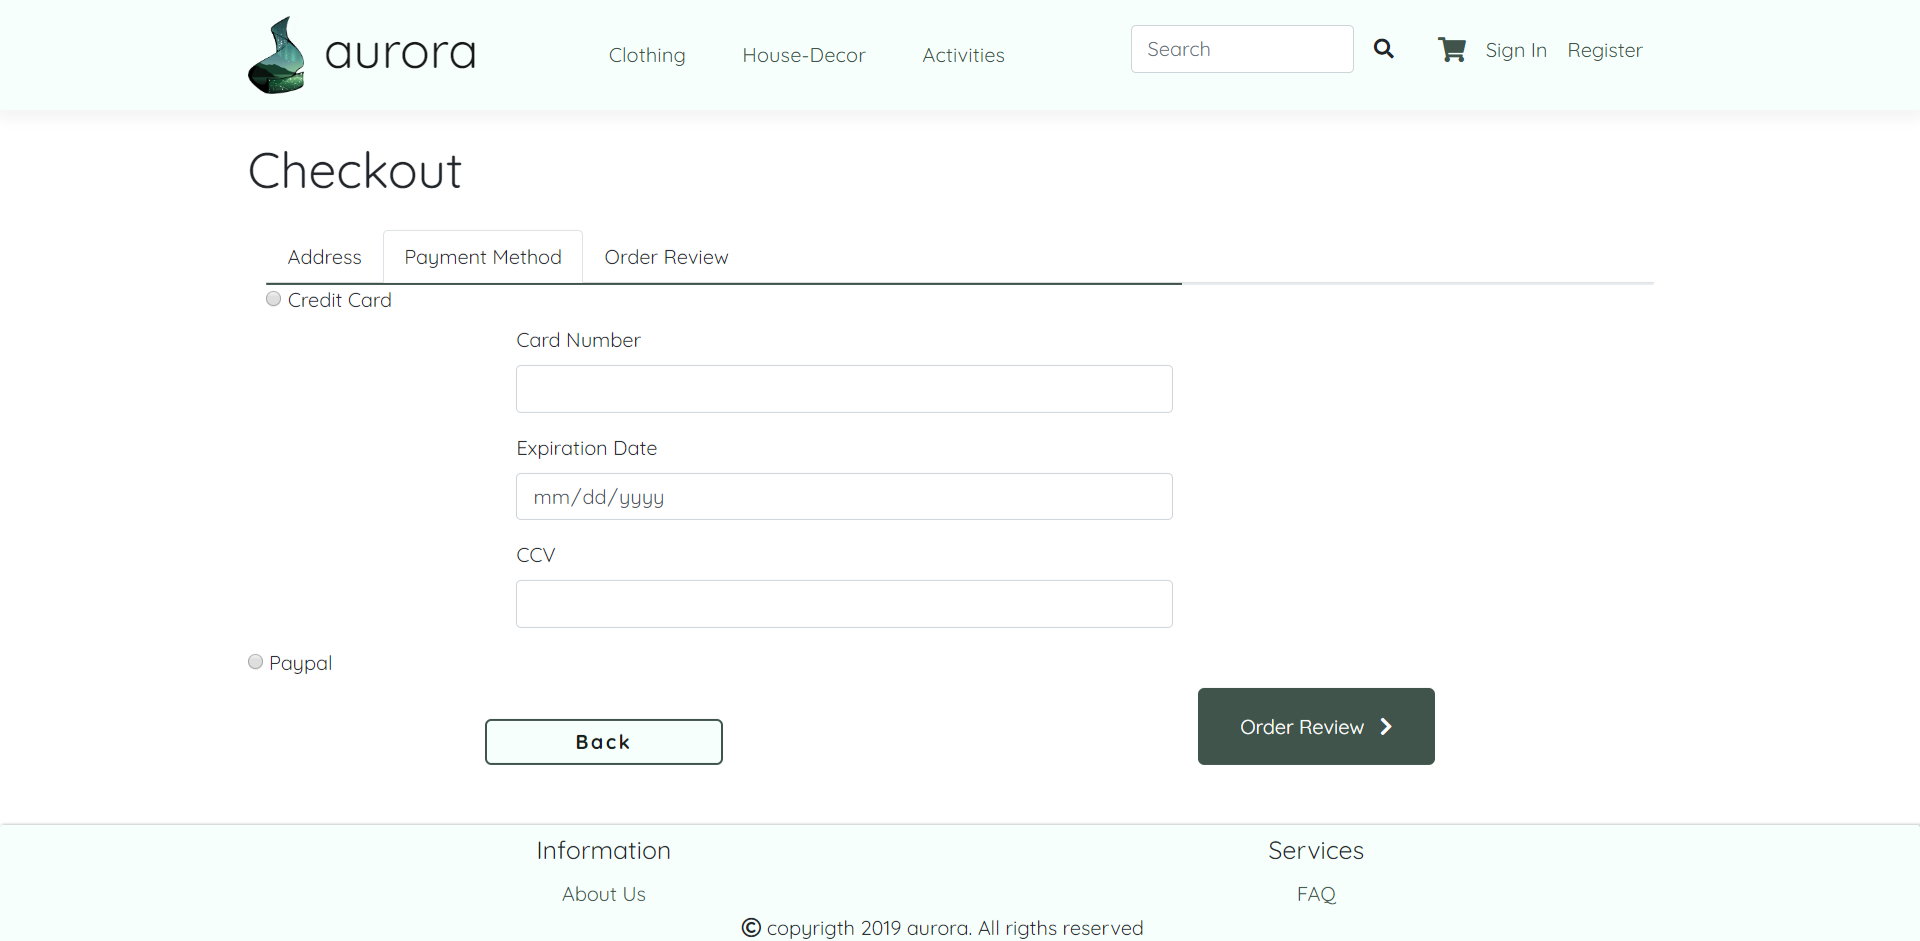 aurora
Clothing House-Decor Activities
Search
Sign In Register
Checkout
Address Payment Method Order Review
Credit Card
Card Number
Expiration Date
mm/dd/yyyy
CCV
Paypal
Back
Order Review
Information Services
About Us FAQ
© copyrigth 2019 aurora. All rigths reserved